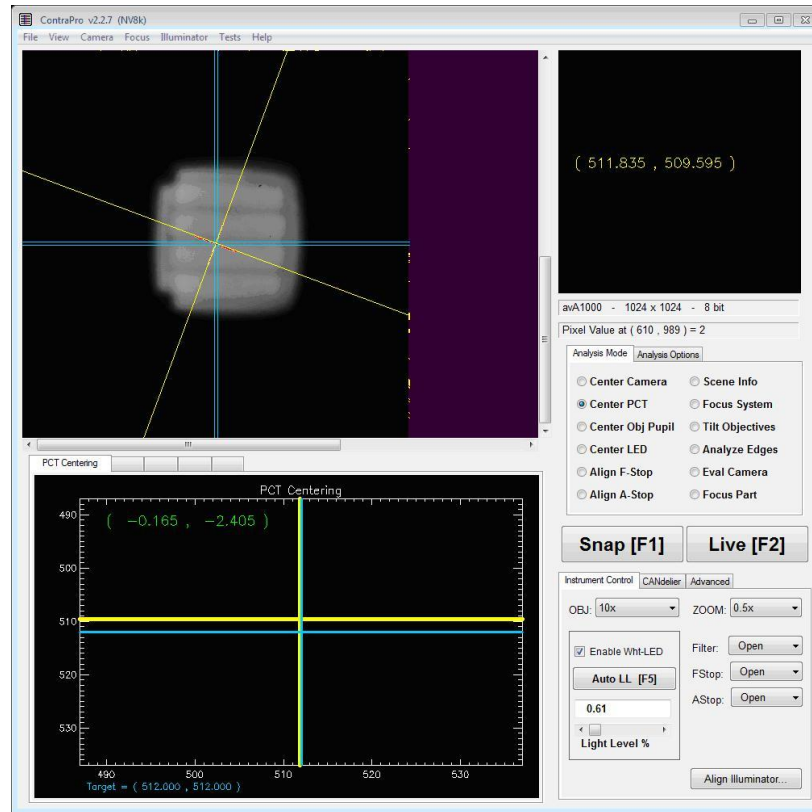 ContraPro v2.2.7 (NV8k)
File View Camera Focus Illuminator Tests Help
( 511.835 , 509.595 )
avA1000 - 1024 x 1024 - 8 bit
Pixel Value at ( 610 , 989 ) = 2
Analysis Mode Analysis Options
Center Camera Scene Info
Center PCT Focus System
Center Obj Pupil Tilt Objectives
Center LED Analyze Edges
Align F-Stop Eval Camera
Align A-Stop Focus Part
PCT Centering
PCT Centering
( -0.165 , -2.405 )
490
500
510
520
530
490 500 510 520 530
Target = ( 512.000 , 512.000 )
Snap [F1] Live [F2]
Instrument Control CANdelier Advanced
OBJ: 10x ZOOM: 0.5x
Enable Wht-LED Filter: Open
Auto LL [F5] FStop: Open
0.61 AStop: Open
Light Level %
Align Illuminator...